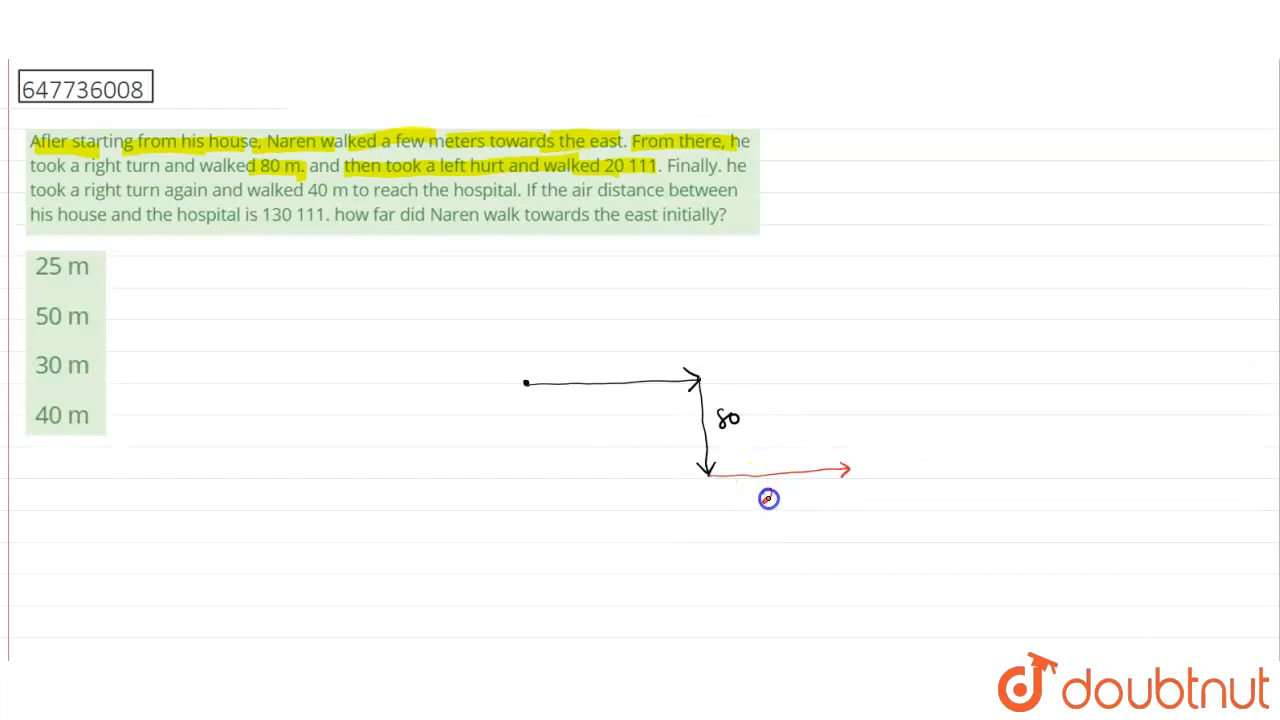 647736008
Afler starting from his house, Naren walked a few meters towards the east. From there, he
took a right turn and walked 80 m. and then took a left hurt and walked 20 111. Finally. he
took a right turn again and walked 40 m to reach the hospital. If the air distance between
his house and the hospital is 130 111. how far did Naren walk towards the east initially?
25 m
50 m
30 m
40 m
80
doubtnut